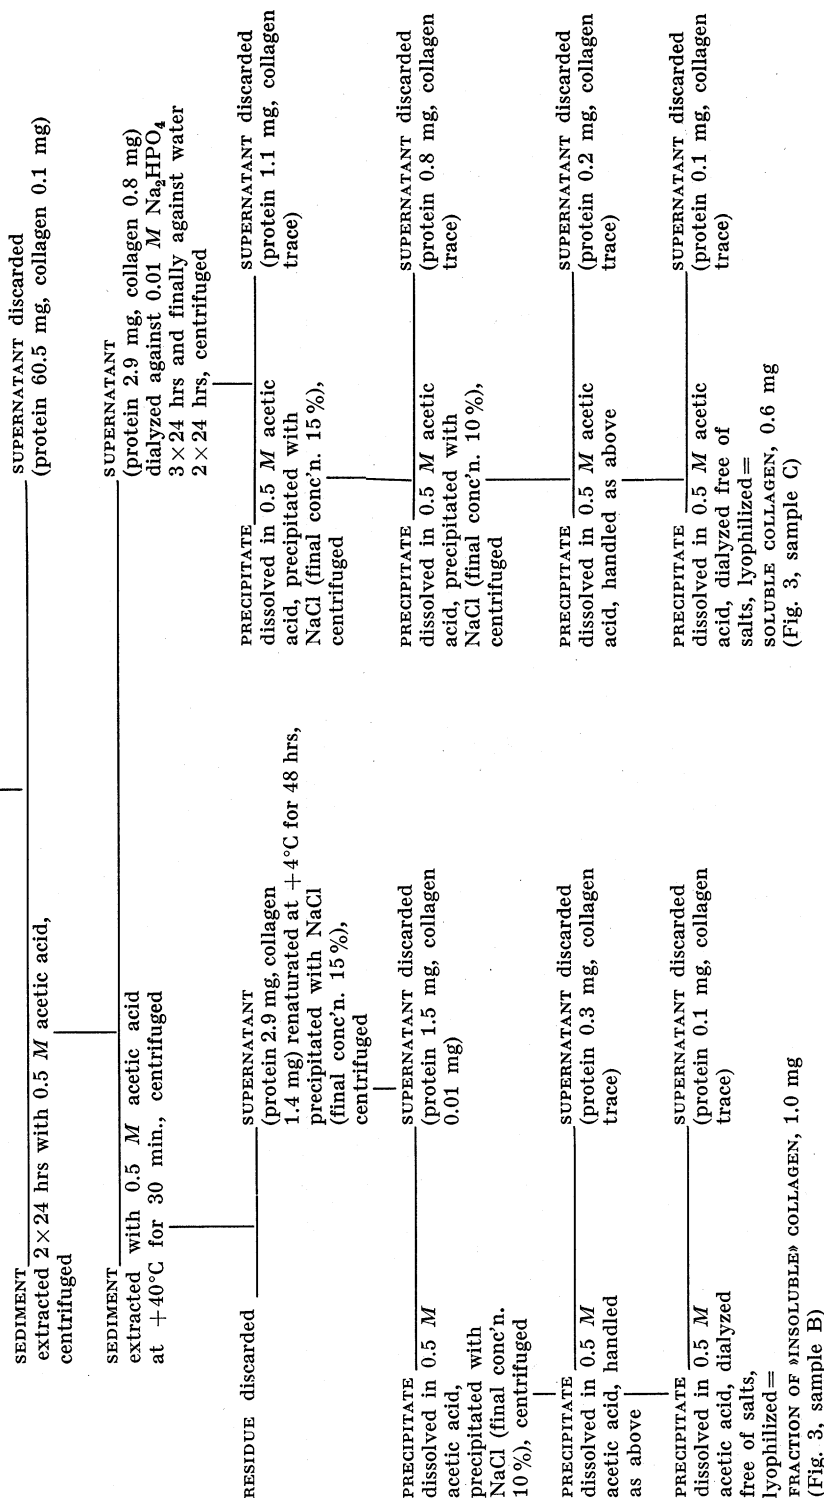 SEDIMENT
extracted 2×24 hrs with 0.5 M acetic acid,
centrifuged
SUPERNATANT discarded
(protein 60.5 mg, collagen 0.1 mg)
SEDIMENT
extracted with 0.5 M acetic acid
at +40°C for 30 min., centrifuged
SUPERNATANT
(protein 2.9 mg, collagen 0.8 mg)
dialyzed against 0.01 M Na₂HPO₄
3×24 hrs and finally against water
2×24 hrs, centrifuged
RESIDUE discarded
SUPERNATANT
(protein 2.9 mg, collagen
1.4 mg) renaturated at +4°C for 48 hrs,
precipitated with NaCl
(final conc'n. 15%),
centrifuged
PRECIPITATE
dissolved in 0.5 M acetic
acid, precipitated with
NaCl (final conc'n. 15%),
centrifuged
SUPERNATANT discarded
(protein 1.1 mg, collagen
trace)
PRECIPITATE
dissolved in 0.5 M
acetic acid,
precipitated with
NaCl (final conc'n.
10%), centrifuged
SUPERNATANT discarded
(protein 1.5 mg, collagen
0.01 mg)
PRECIPITATE
dissolved in 0.5 M acetic
acid, precipitated with
NaCl (final conc'n. 10%),
centrifuged
SUPERNATANT discarded
(protein 0.8 mg, collagen
trace)
PRECIPITATE
dissolved in 0.5 M
acetic acid, handled
as above
SUPERNATANT discarded
(protein 0.3 mg, collagen
trace)
PRECIPITATE
dissolved in 0.5 M acetic
acid, handled as above
SUPERNATANT discarded
(protein 0.2 mg, collagen
trace)
PRECIPITATE
dissolved in 0.5 M
acetic acid, dialyzed
free of salts,
lyophilized=
FRACTION OF »INSOLUBLE» COLLAGEN, 1.0 mg
(Fig. 3, sample B)
SUPERNATANT discarded
(protein 0.1 mg, collagen
trace)
PRECIPITATE
dissolved in 0.5 M acetic
acid, dialyzed free of
salts, lyophilized=
SOLUBLE COLLAGEN, 0.6 mg
(Fig. 3, sample C)
SUPERNATANT discarded
(protein 0.1 mg, collagen
trace)